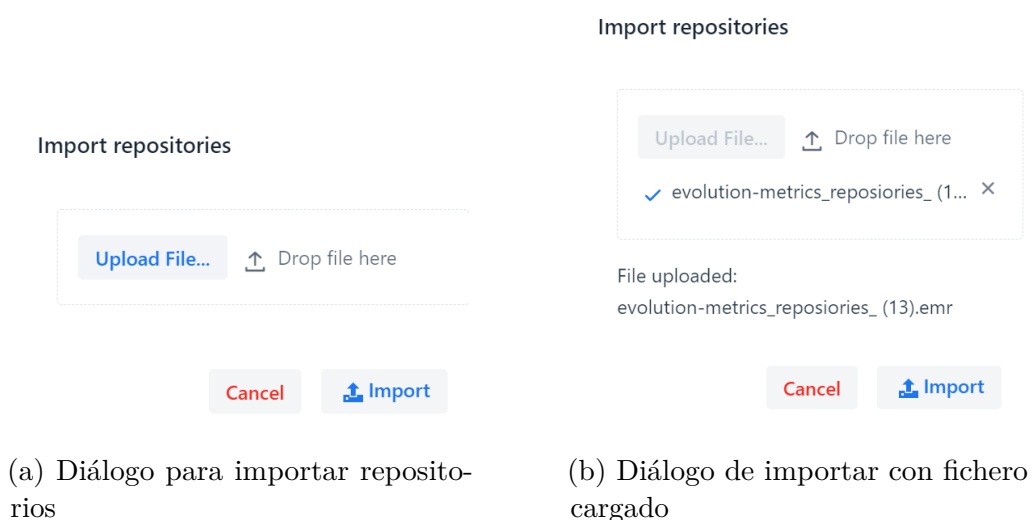 Import repositories
Upload File...
Drop file here
Cancel
Import
(a) Diálogo para importar reposito-
rios
Import repositories
Upload File...
Drop file here
evolution-metrics_reposiories_ (1...
File uploaded:
evolution-metrics_reposiories_ (13).emr
Cancel
Import
(b) Diálogo de importar con fichero
cargado